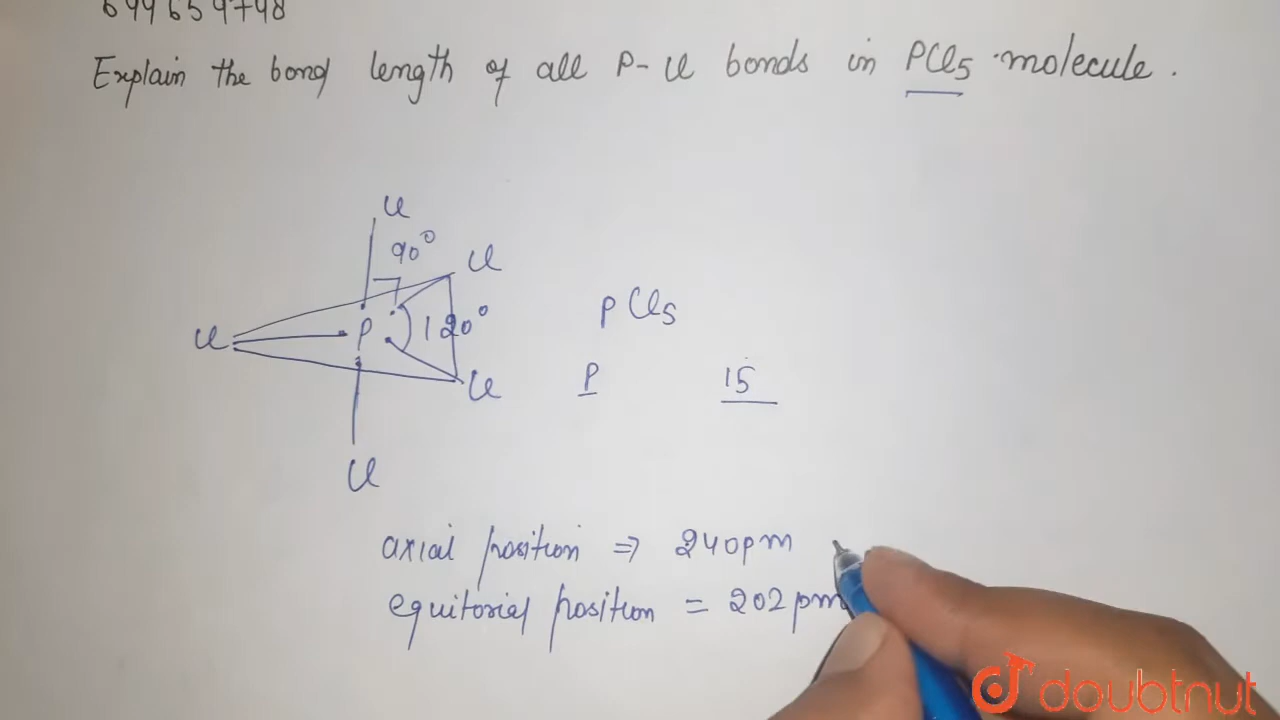 644659748
Explain the bond length of all P-Cl bonds in PCl5 molecule.
Cl
90°
Cl
Cl
P
120°
PCl5
Cl
P 15
Cl
axial position ⇒ 240pm
equitorial position = 202pm
doubtnut